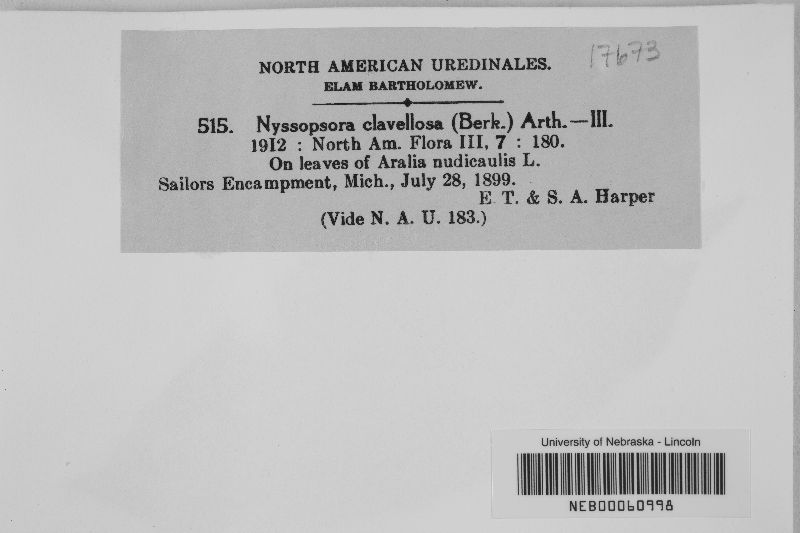 17673
NORTH AMERICAN UREDINALES.
ELAM BARTHOLOMEW.
515. Nyssopsora clavellosa (Berk.) Arth.—III.
1912 : North Am. Flora III, 7 : 180.
On leaves of Aralia nudicaulis L.
Sailors Encampment, Mich., July 28, 1899.
E. T. & S. A. Harper
(Vide N. A. U. 183.)
University of Nebraska - Lincoln
NEB00060998